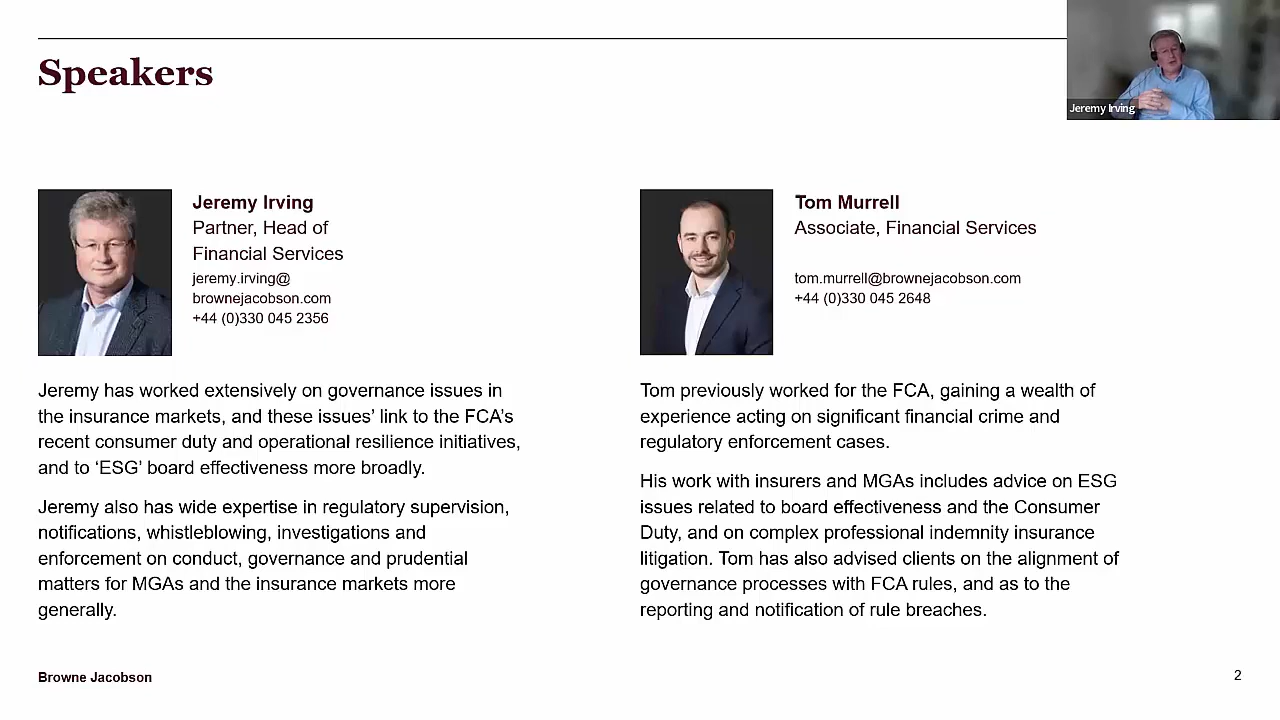 Speakers
Jeremy Irving
Jeremy Irving
Partner, Head of
Financial Services
jeremy.irving@
brownejacobson.com
+44 (0)330 045 2356
Jeremy has worked extensively on governance issues in
the insurance markets, and these issues’ link to the FCA’s
recent consumer duty and operational resilience initiatives,
and to ‘ESG’ board effectiveness more broadly.
Jeremy also has wide expertise in regulatory supervision,
notifications, whistleblowing, investigations and
enforcement on conduct, governance and prudential
matters for MGAs and the insurance markets more
generally.
Tom Murrell
Associate, Financial Services
tom.murrell@brownejacobson.com
+44 (0)330 045 2648
Tom previously worked for the FCA, gaining a wealth of
experience acting on significant financial crime and
regulatory enforcement cases.
His work with insurers and MGAs includes advice on ESG
issues related to board effectiveness and the Consumer
Duty, and on complex professional indemnity insurance
litigation. Tom has also advised clients on the alignment of
governance processes with FCA rules, and as to the
reporting and notification of rule breaches.
Browne Jacobson
2